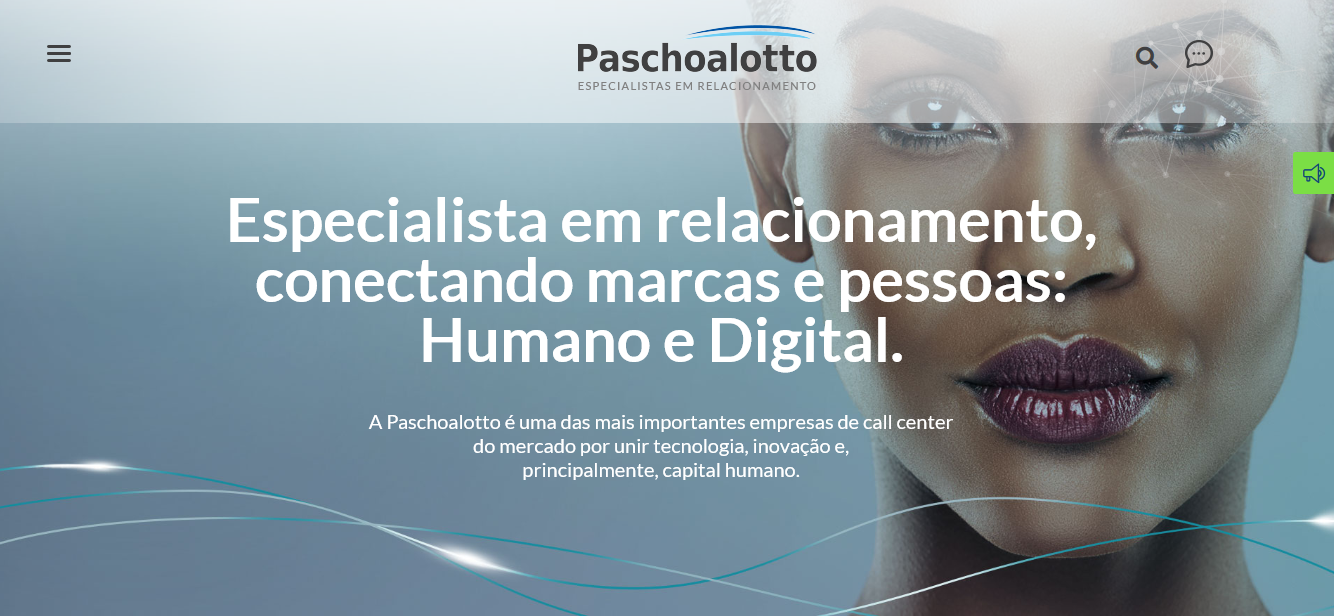 Paschoalotto
ESPECIALISTAS EM RELACIONAMENTO
Especialista em relacionamento,
conectando marcas e pessoas:
Humano e Digital.
A Paschoalotto é uma das mais importantes empresas de call center
do mercado por unir tecnologia, inovação e,
principalmente, capital humano.